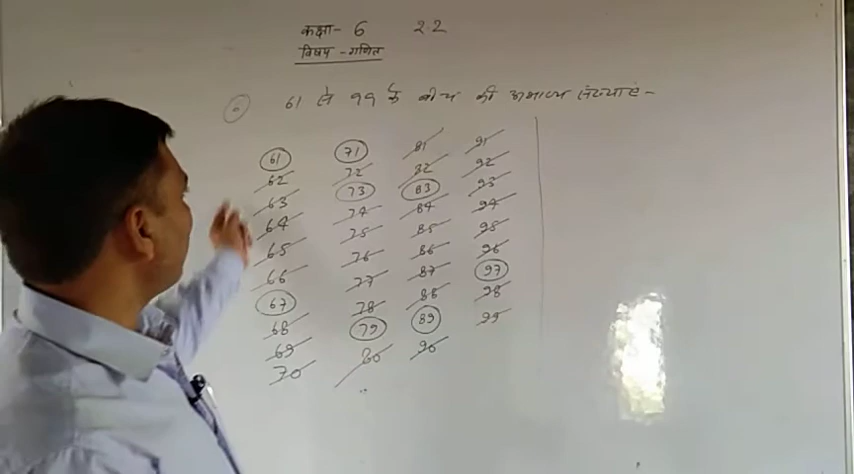 कक्षा- 6 2.2
विषय -गणित
61 से 99 के बीच की अभाज्य संख्याएं-
61 71 81 91
62 72 82 92
63 73 83 93
64 74 84 94
65 75 85 95
66 76 86 96
67 77 87 97
68 78 88 98
69 79 89 99
70 80 90